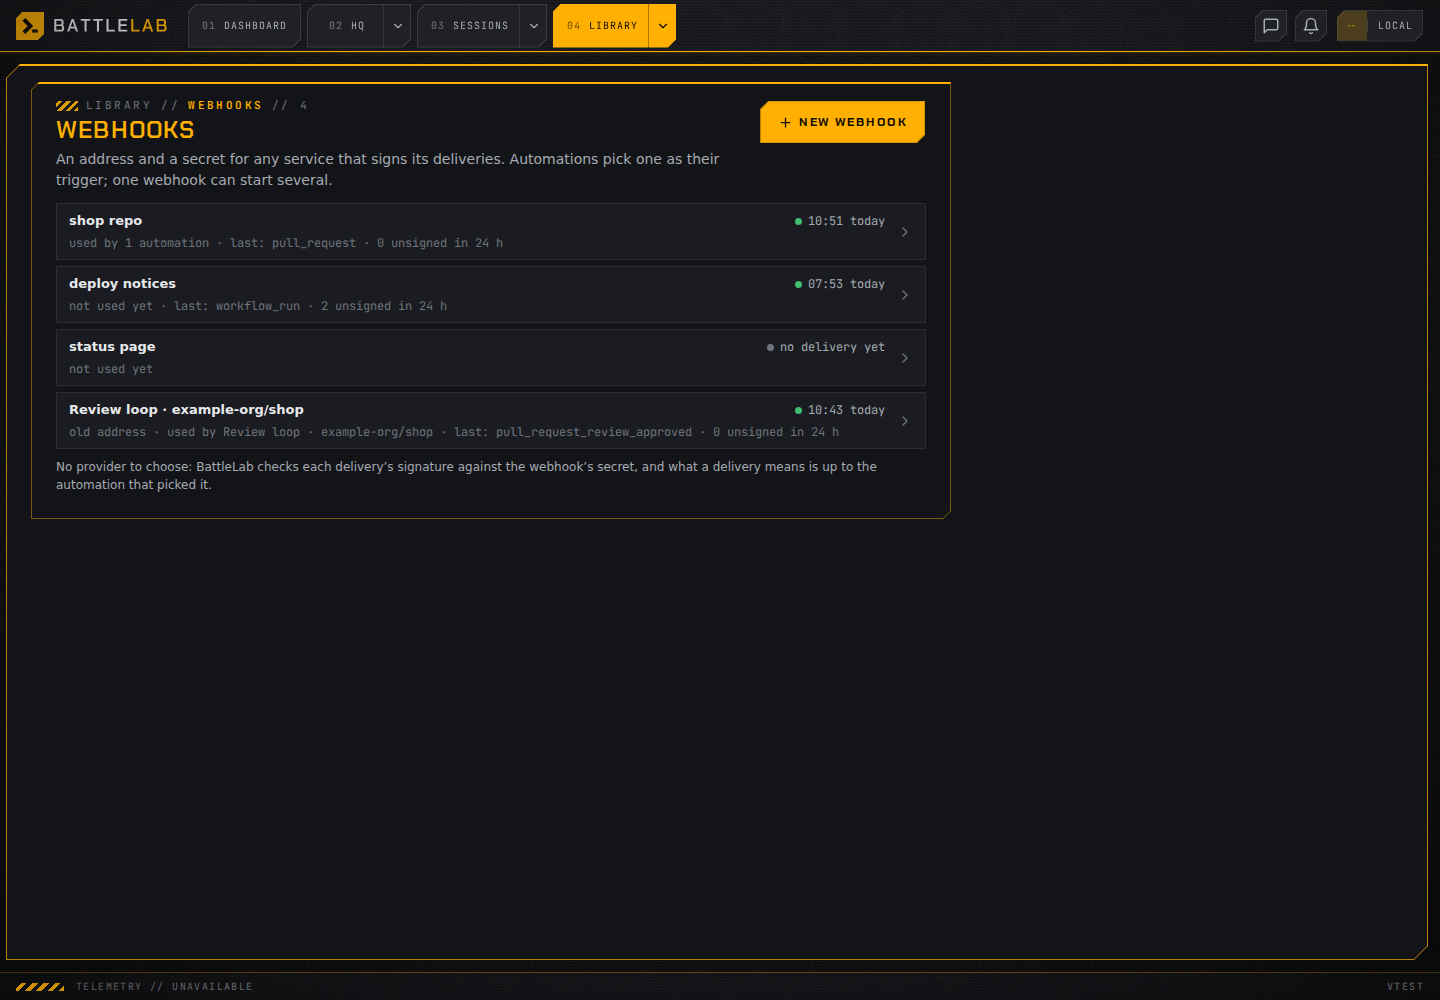 BATTLELAB
01 DASHBOARD
02 HQ
03 SESSIONS
04 LIBRARY
LOCAL
LIBRARY // WEBHOOKS // 4
WEBHOOKS
+ NEW WEBHOOK
An address and a secret for any service that signs its deliveries. Automations pick one as their
trigger; one webhook can start several.
shop repo
10:51 today
used by 1 automation · last: pull_request · 0 unsigned in 24 h
deploy notices
07:53 today
not used yet · last: workflow_run · 2 unsigned in 24 h
status page
no delivery yet
not used yet
Review loop · example-org/shop
10:43 today
old address · used by Review loop · example-org/shop · last: pull_request_review_approved · 0 unsigned in 24 h
No provider to choose: BattleLab checks each delivery’s signature against the webhook’s secret, and what a delivery means is up to the
automation that picked it.
TELEMETRY // UNAVAILABLE
VTEST